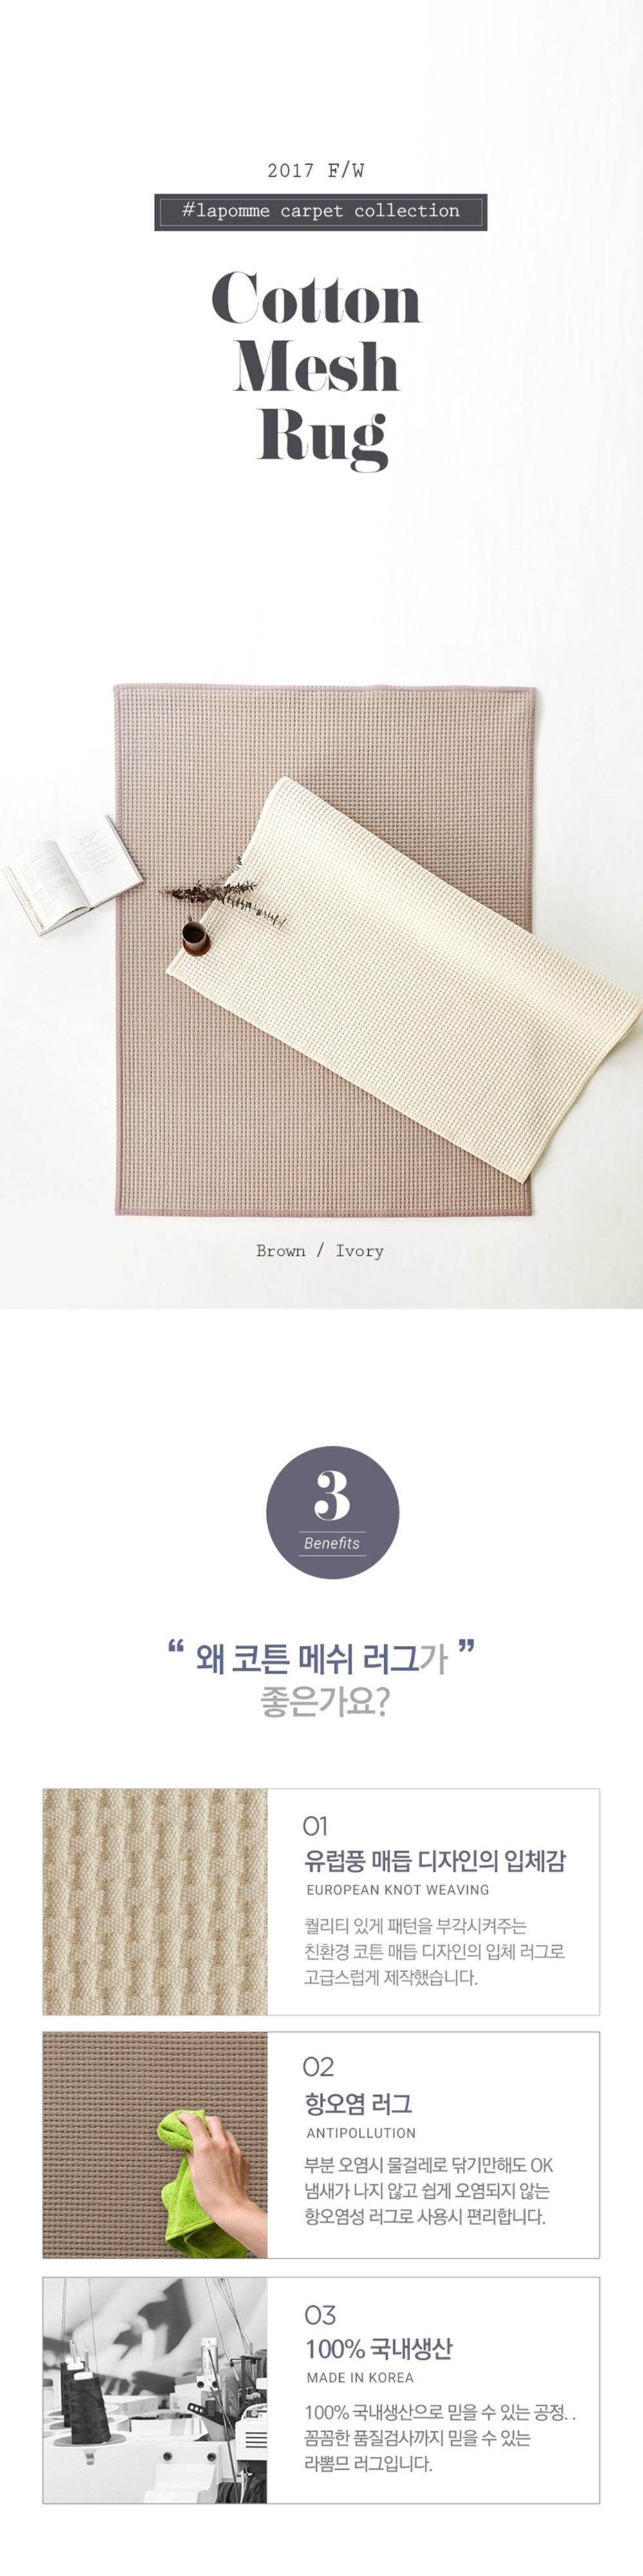 2017 F/W
#lapomme carpet collection
Cotton
Mesh
Rug
Brown / Ivory
3
Benefits
“ 왜 코튼 메쉬 러그가 ”
좋은가요?
01
유럽풍 매듭 디자인의 입체감
EUROPEAN KNOT WEAVING
퀄리티 있게 패턴을 부각시켜주는
친환경 코튼 매듭 디자인의 입체 러그로
고급스럽게 제작했습니다.
02
항오염 러그
ANTIPOLLUTION
부분 오염시 물걸레로 닦기만해도 OK
냄새가 나지 않고 쉽게 오염되지 않는
항오염성 러그로 사용시 편리합니다.
03
100% 국내생산
MADE IN KOREA
100% 국내생산으로 믿을 수 있는 공정. .
꼼꼼한 품질검사까지 믿을 수 있는
라뽐므 러그입니다.